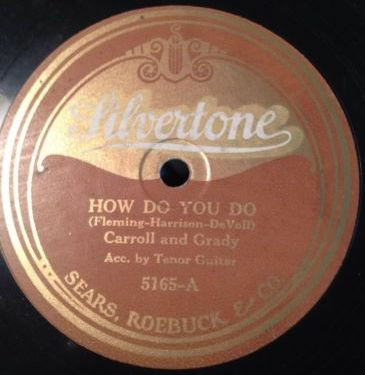 Silvertone
HOW DO YOU DO
(Fleming-Harrison-DeVoll)
Carroll and Grady
Acc. by Tenor Guitar
5165-A
SEARS, ROEBUCK & CO